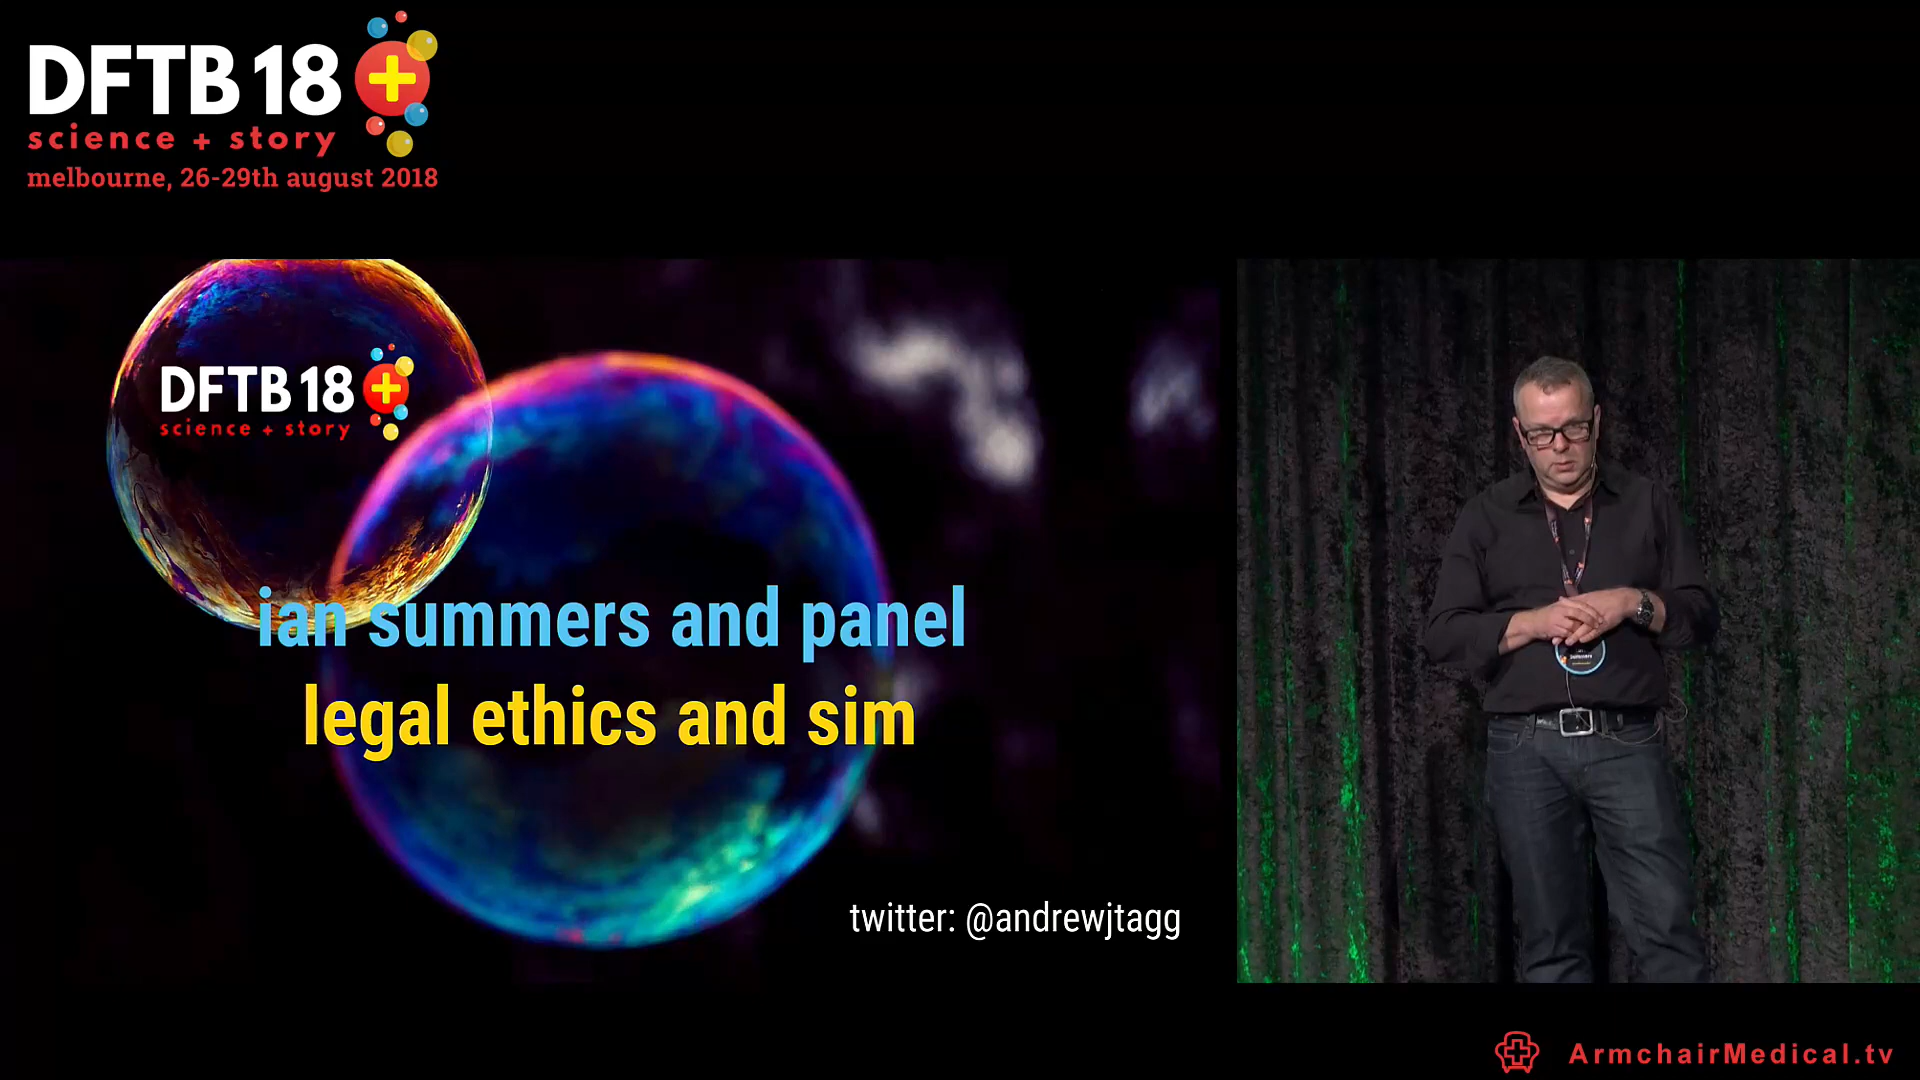 DFTB 18
science + story
melbourne, 26-29th august 2018
DFTB 18
science + story
ian summers and panel
legal ethics and sim
twitter: @andrewjtagg
Summers
ArmchairMedical.tv